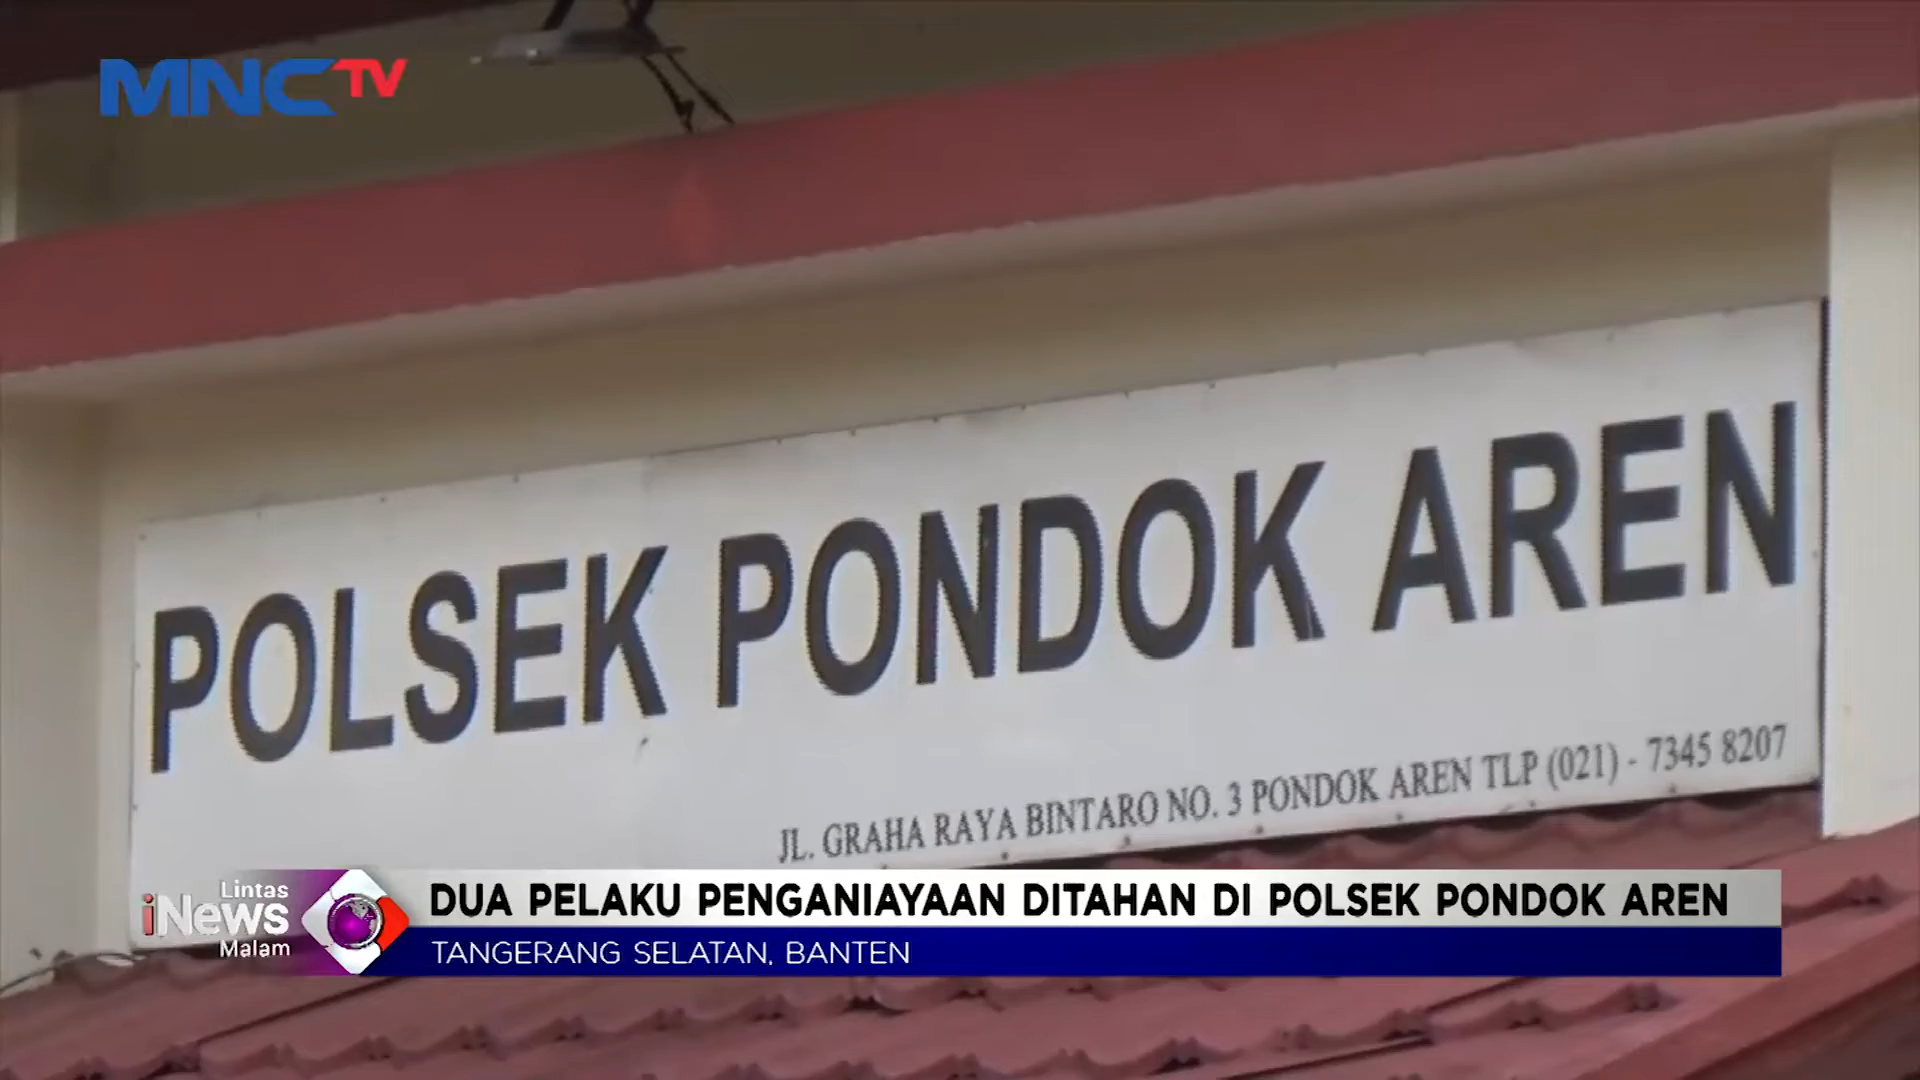 MNCTV
POLSEK PONDOK AREN
JL. GRAHA RAYA BINTARO NO. 3 PONDOK AREN TLP (021) - 7345 8207
Lintas
iNews
Malam
DUA PELAKU PENGANIAYAAN DITAHAN DI POLSEK PONDOK AREN
TANGERANG SELATAN, BANTEN